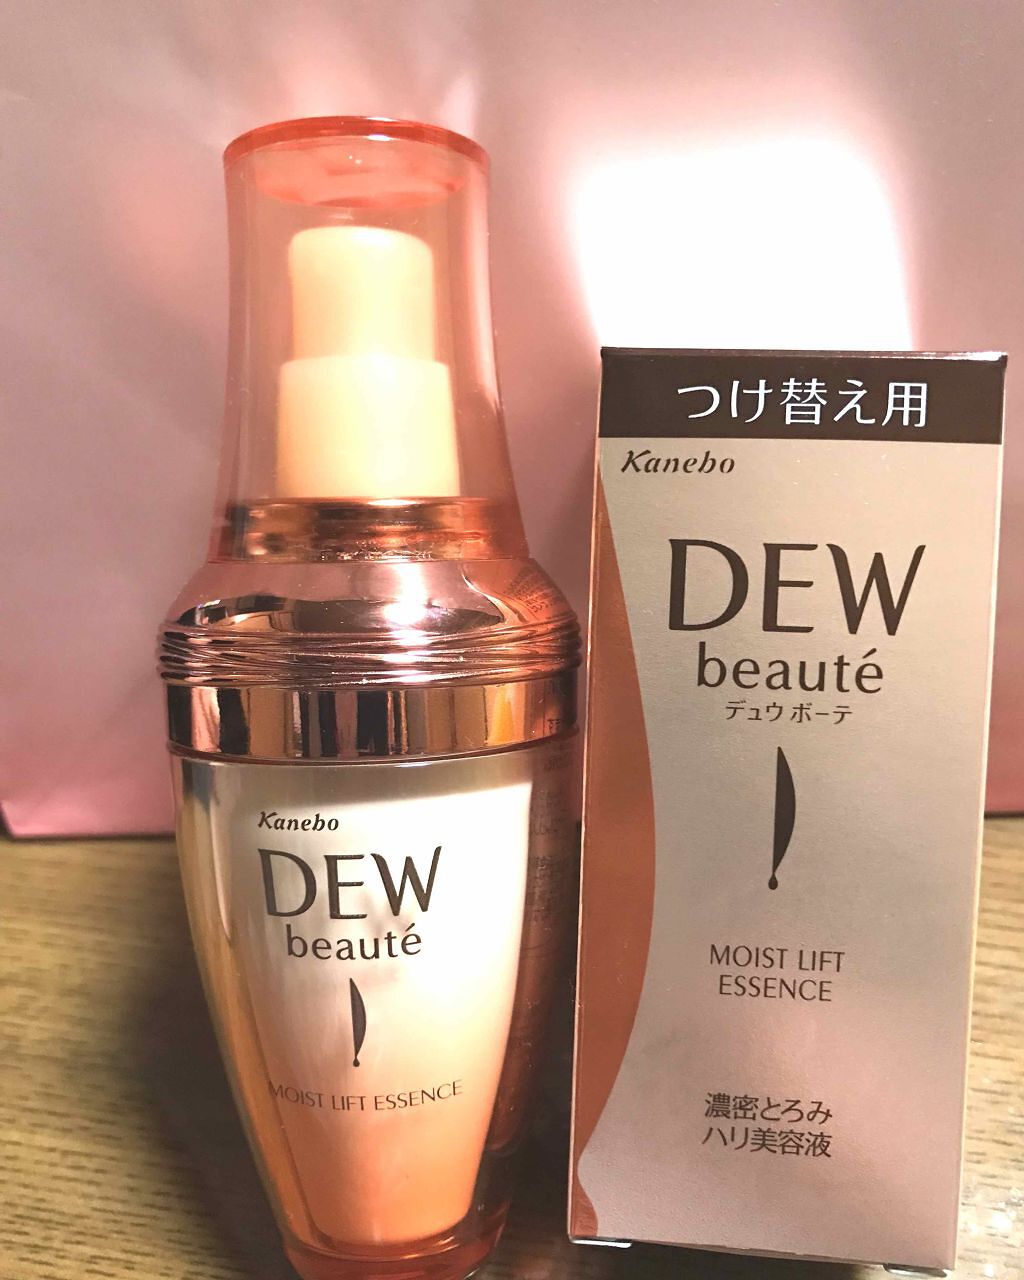 Kanebo
DEW
beauté
MOIST LIFT ESSENCE
つけ替え用
Kanebo
DEW
beauté
デュウ ボーテ
MOIST LIFT
ESSENCE
濃密とろみ
ハリ美容液